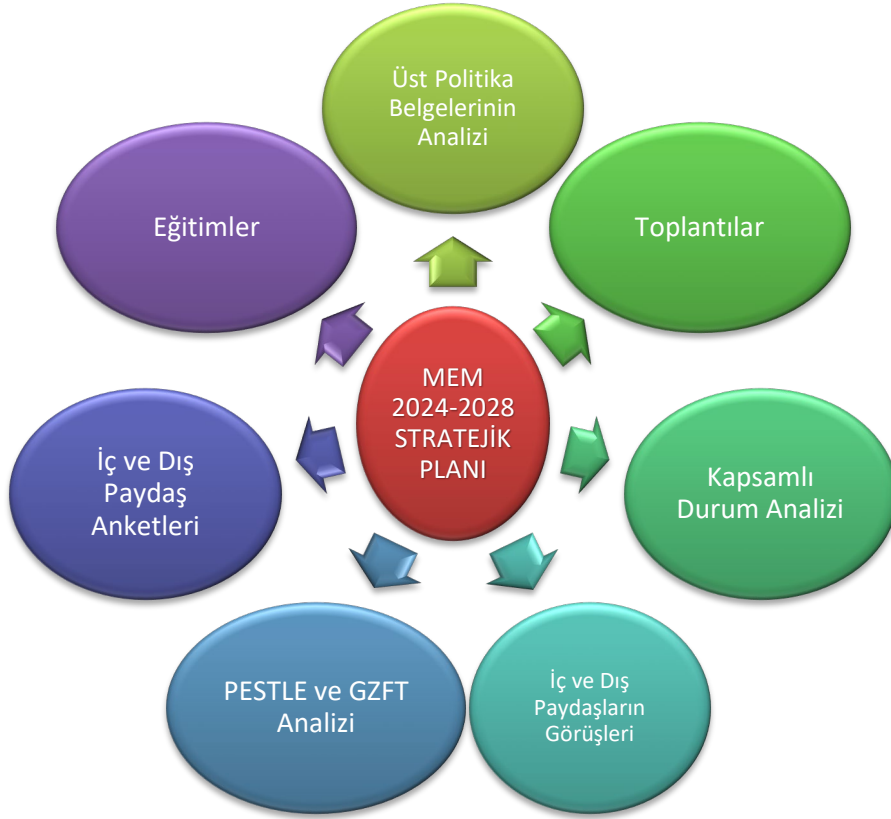 Üst Politika
Belgelerinin
Analizi
Eğitimler
Toplantılar
MEM
2024-2028
STRATEJİK
PLANI
İç ve Dış
Paydaş
Anketleri
Kapsamlı
Durum Analizi
PESTLE ve GZFT
Analizi
İç ve Dış
Paydaşların
Görüşleri